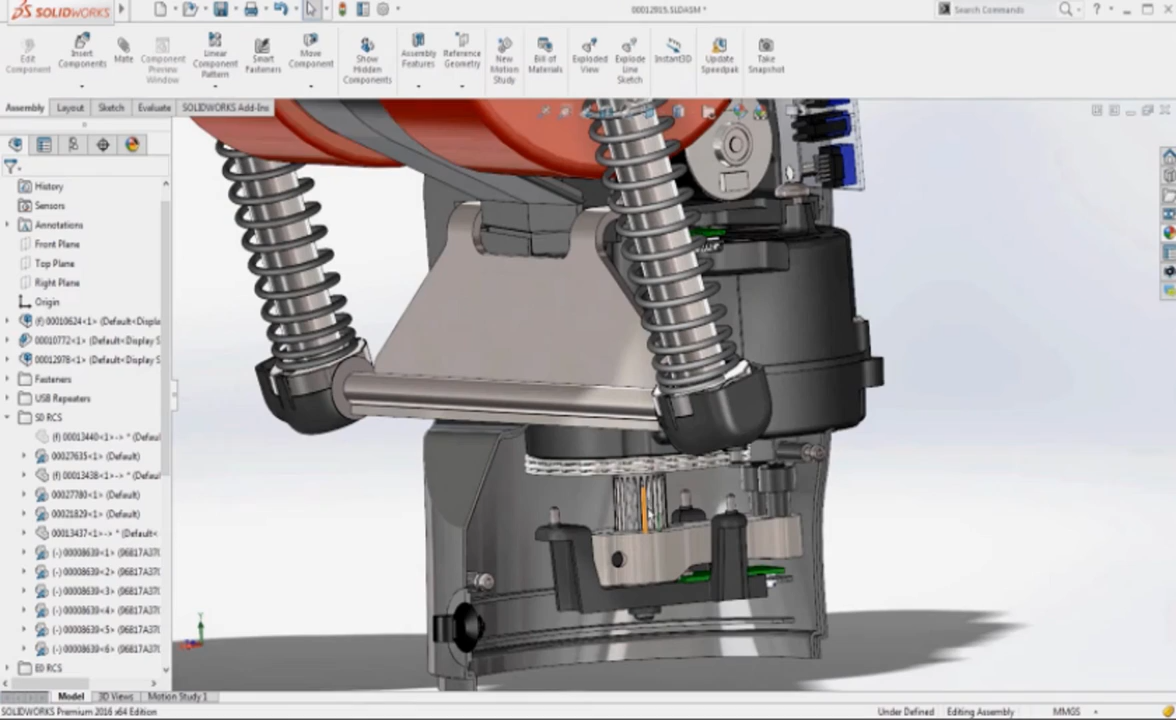 SOLIDWORKS
00012915.SLDASM *
Search Commands
Edit Component
Insert Components
Mate
Component Preview Window
Linear Component Pattern
Smart Fasteners
Move Component
Show Hidden Components
Assembly Features
Reference Geometry
New Motion Study
Bill of Materials
Exploded View
Explode Line Sketch
Instant3D
Update Speedpak
Take Snapshot
Assembly Layout Sketch Evaluate SOLIDWORKS Add-Ins
History
Sensors
Annotations
Front Plane
Top Plane
Right Plane
Origin
(f) 00010624<1> (Default<Displa
00010772<1> (Default<Display S
00012978<1> (Default<Display S
Fasteners
USB Repeaters
S0 RCS
(f) 00013440<1>-> * (Defaul
00027635<1> (Default)
(f) 00013438<1>-> * (Defaul
00027780<1> (Default)
00021829<1> (Default)
00013437<1>-> * (Default<
(-) 00008639<1> (96817A37(
(-) 00008639<2> (96817A37(
(-) 00008639<3> (96817A37(
(-) 00008639<4> (96817A37(
(-) 00008639<5> (96817A37(
(-) 00008639<6> (96817A37(
E0 RCS
Model 3D Views Motion Study 1
SOLIDWORKS Premium 2016 x64 Edition
Under Defined Editing Assembly MMGS